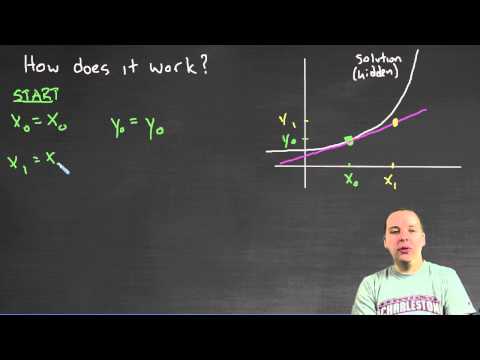 How does it work?
START
x₀ = x₀ y₀ = y₀
x₁ = x
solution
(hidden)
y₁
y₀
x₀ x₁
CHARLESTON